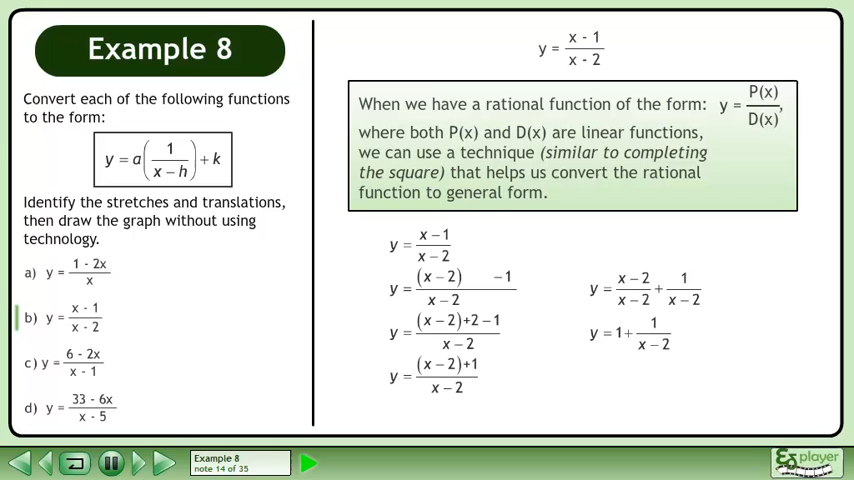 Example 8
Convert each of the following functions
to the form:
y = a(1/(x – h)) + k
Identify the stretches and translations,
then draw the graph without using
technology.
a) y = (1 - 2x)/x
b) y = (x - 1)/(x - 2)
c) y = (6 - 2x)/(x - 1)
d) y = (33 - 6x)/(x - 5)
y = (x - 1)/(x - 2)
When we have a rational function of the form: y = P(x)/D(x),
where both P(x) and D(x) are linear functions,
we can use a technique (similar to completing
the square) that helps us convert the rational
function to general form.
y = (x – 1)/(x – 2)
y = ((x – 2) – 1)/(x – 2)
y = ((x – 2)+2 – 1)/(x – 2)
y = ((x – 2)+1)/(x – 2)
y = (x – 2)/(x – 2) + 1/(x – 2)
y = 1 + 1/(x – 2)
Example 8
note 14 of 35
player